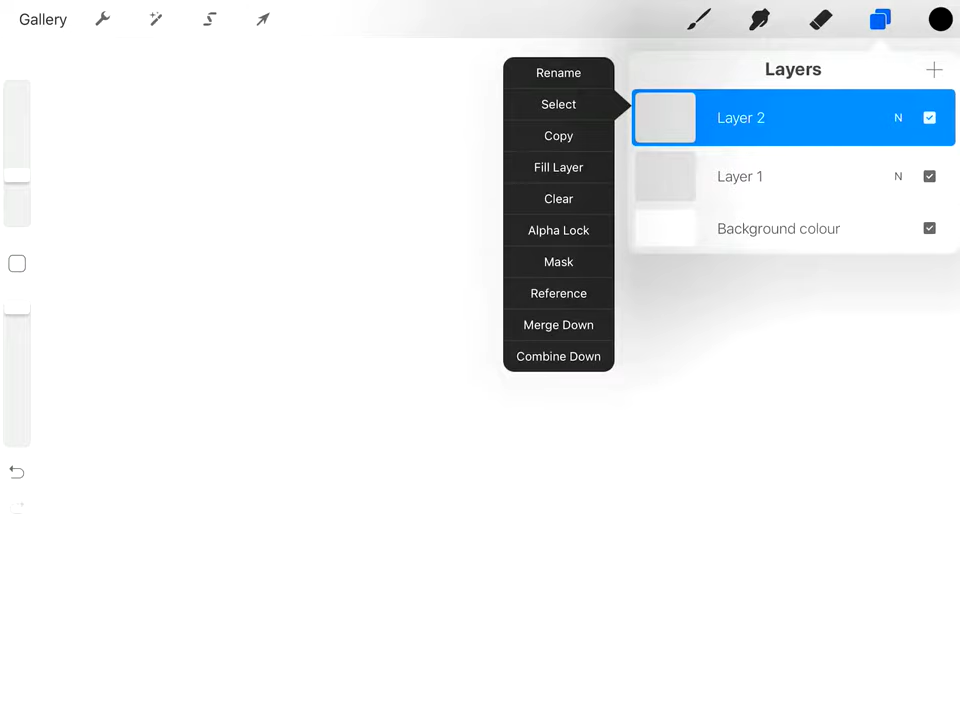 Gallery
Layers
Rename
Select
Copy
Fill Layer
Clear
Alpha Lock
Mask
Reference
Merge Down
Combine Down
Layer 2 N
Layer 1 N
Background colour